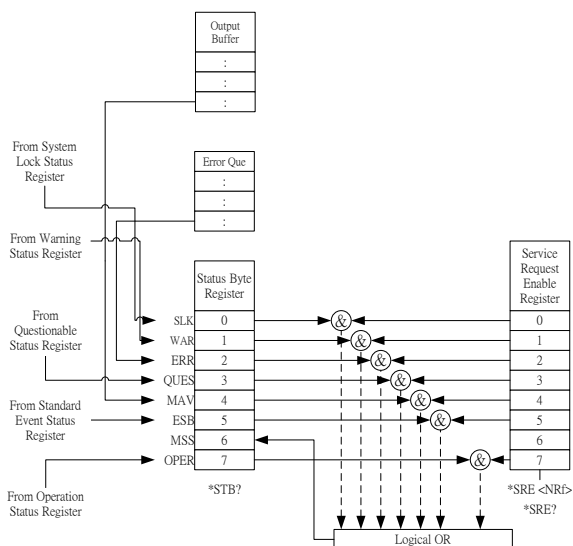 Output
Buffer
:
:
:
From System
Lock Status
Register
Error Que
:
:
:
From Warning
Status Register
Status Byte
Register
Service
Request
Enable
Register
From
Questionable
Status Register
SLK 0 & 0
WAR 1 & 1
ERR 2 & 2
QUES 3 & 3
MAV 4 & 4
From Standard
Event Status
Register
ESB 5 & 5
MSS 6 6
OPER 7 & 7
*STB?
*SRE <NRf>
*SRE?
From Operation
Status Register
Logical OR